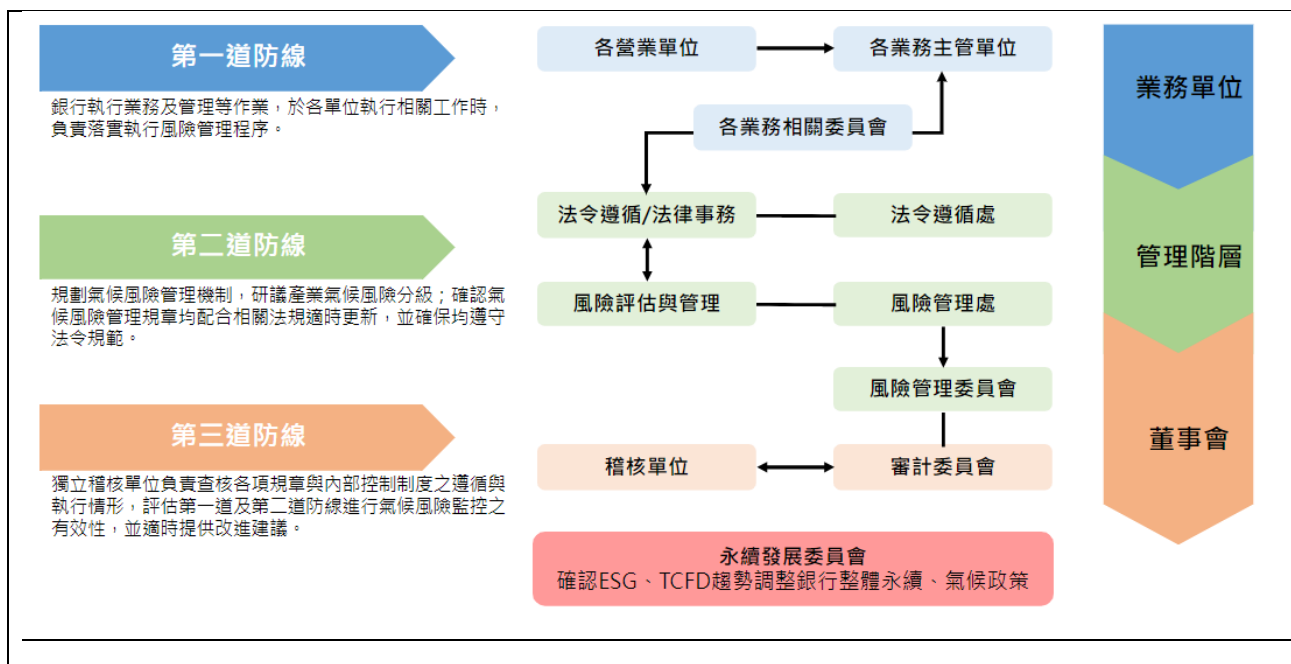 第一道防線
銀行執行業務及管理等作業，於各單位執行相關工作時，
負責落實執行風險管理程序。
各營業單位
各業務主管單位
各業務相關委員會
業務單位
法令遵循/法律事務
法令遵循處
第二道防線
規劃氣候風險管理機制，研議產業氣候風險分級；確認氣
候風險管理規章均配合相關法規適時更新，並確保均遵守
法令規範。
風險評估與管理
風險管理處
管理階層
風險管理委員會
第三道防線
獨立稽核單位負責查核各項規章與內部控制制度之遵循與
執行情形，評估第一道及第二道防線進行氣候風險監控之
有效性，並適時提供改進建議。
稽核單位
審計委員會
董事會
永續發展委員會
確認ESG、TCFD趨勢調整銀行整體永續、氣候政策